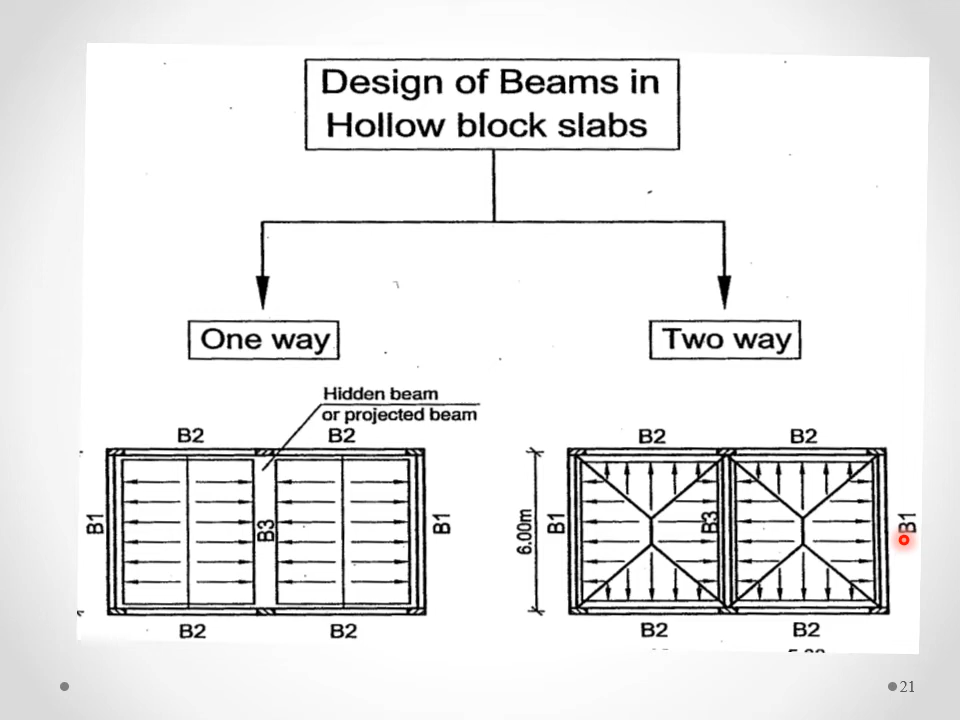 Design of Beams in
Hollow block slabs
One way
Two way
Hidden beam
or projected beam
B2
B2
B1
B3
B1
B2
B2
B2
B2
6.00m
B1
B3
B1
B2
B2
21